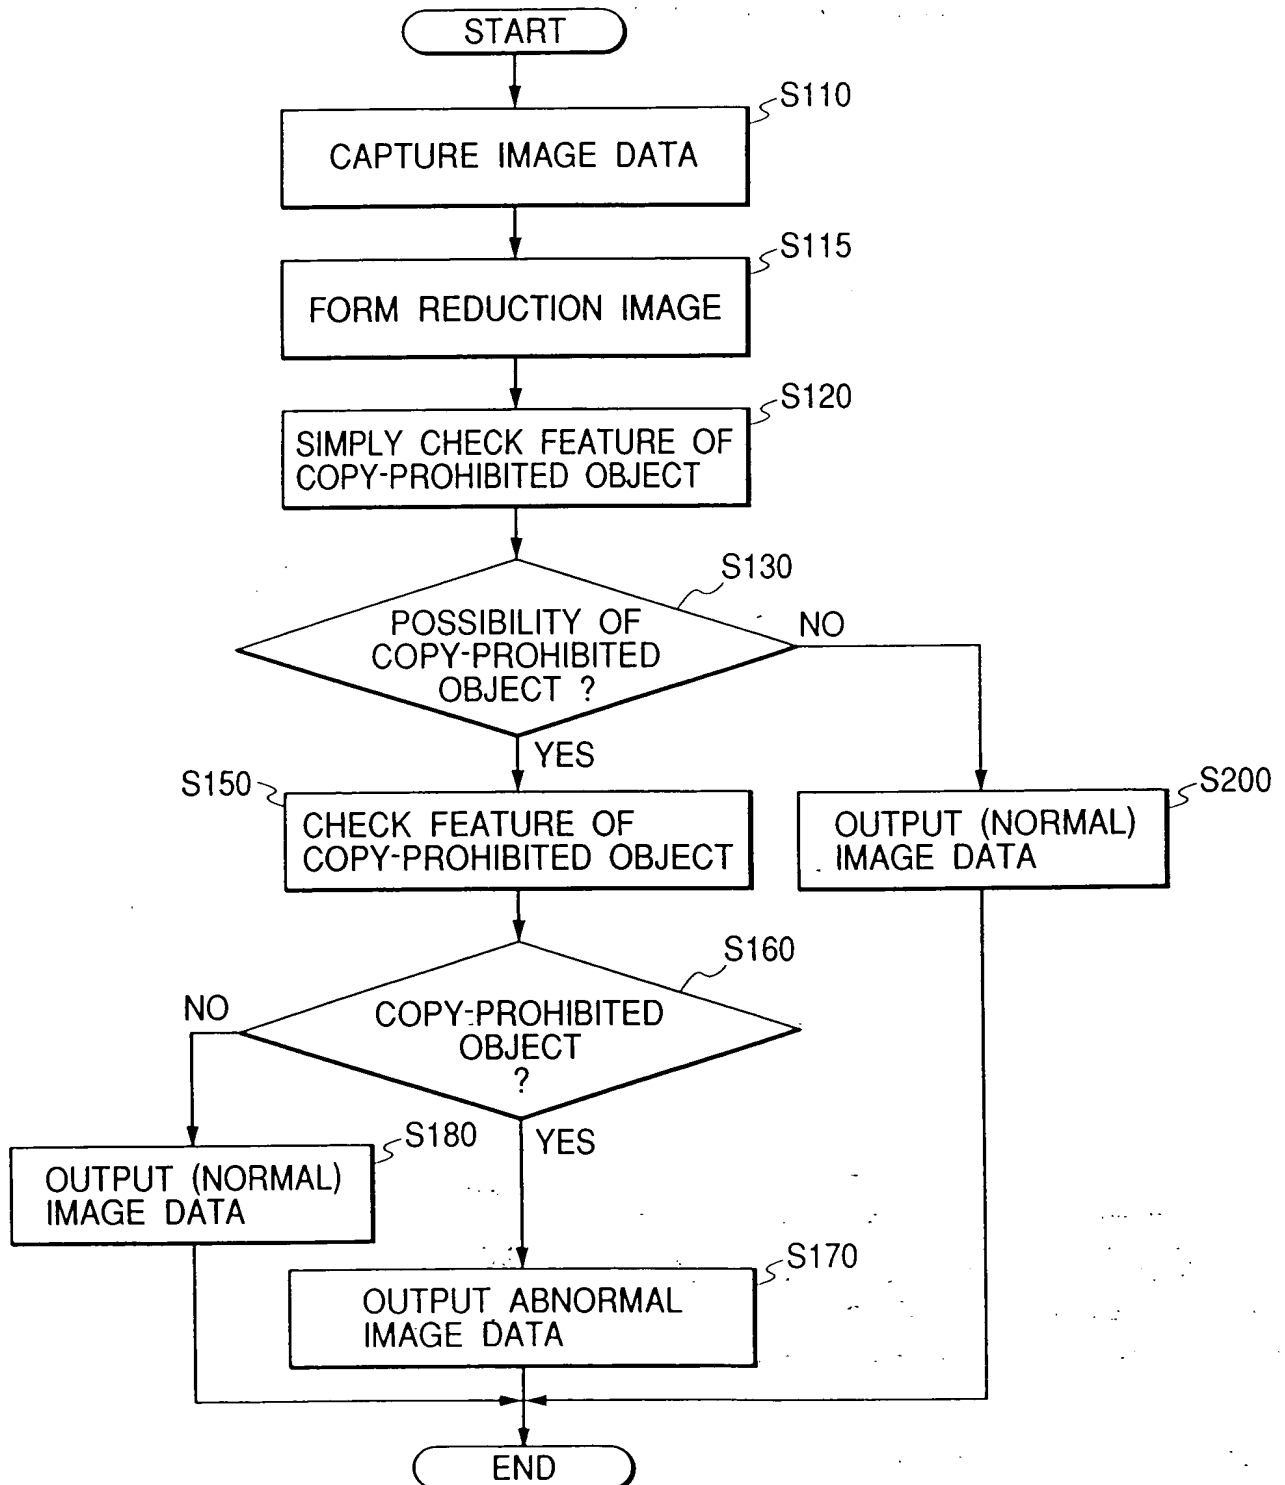 START
S110
CAPTURE IMAGE DATA
S115
FORM REDUCTION IMAGE
S120
SIMPLY CHECK FEATURE OF
COPY-PROHIBITED OBJECT
S130
POSSIBILITY OF
COPY-PROHIBITED
OBJECT ?
NO
YES
S150
CHECK FEATURE OF
COPY-PROHIBITED OBJECT
S200
OUTPUT (NORMAL)
IMAGE DATA
S160
COPY-PROHIBITED
OBJECT
?
NO
YES
S180
OUTPUT (NORMAL)
IMAGE DATA
S170
OUTPUT ABNORMAL
IMAGE DATA
END